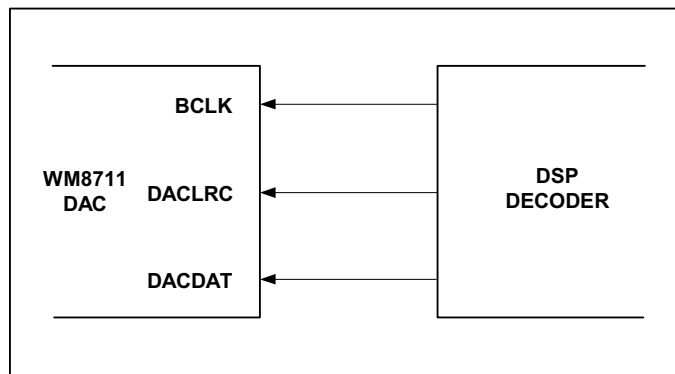 BCLK
WM8711
DAC
DACLRC
DSP
DECODER
DACDAT